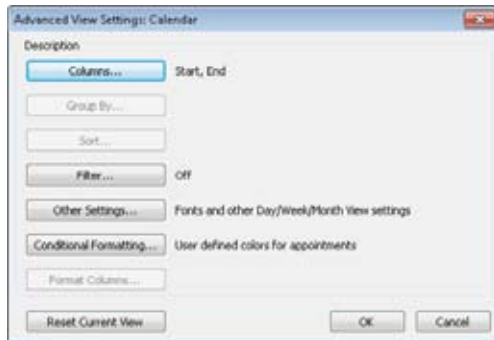 Advanced View Settings: Calendar
Description
Columns... Start, End
Group By...
Sort...
Filter... Off
Other Settings... Fonts and other Day/Week/Month View settings
Conditional Formatting... User defined colors for appointments
Format Columns...
Reset Current View OK Cancel